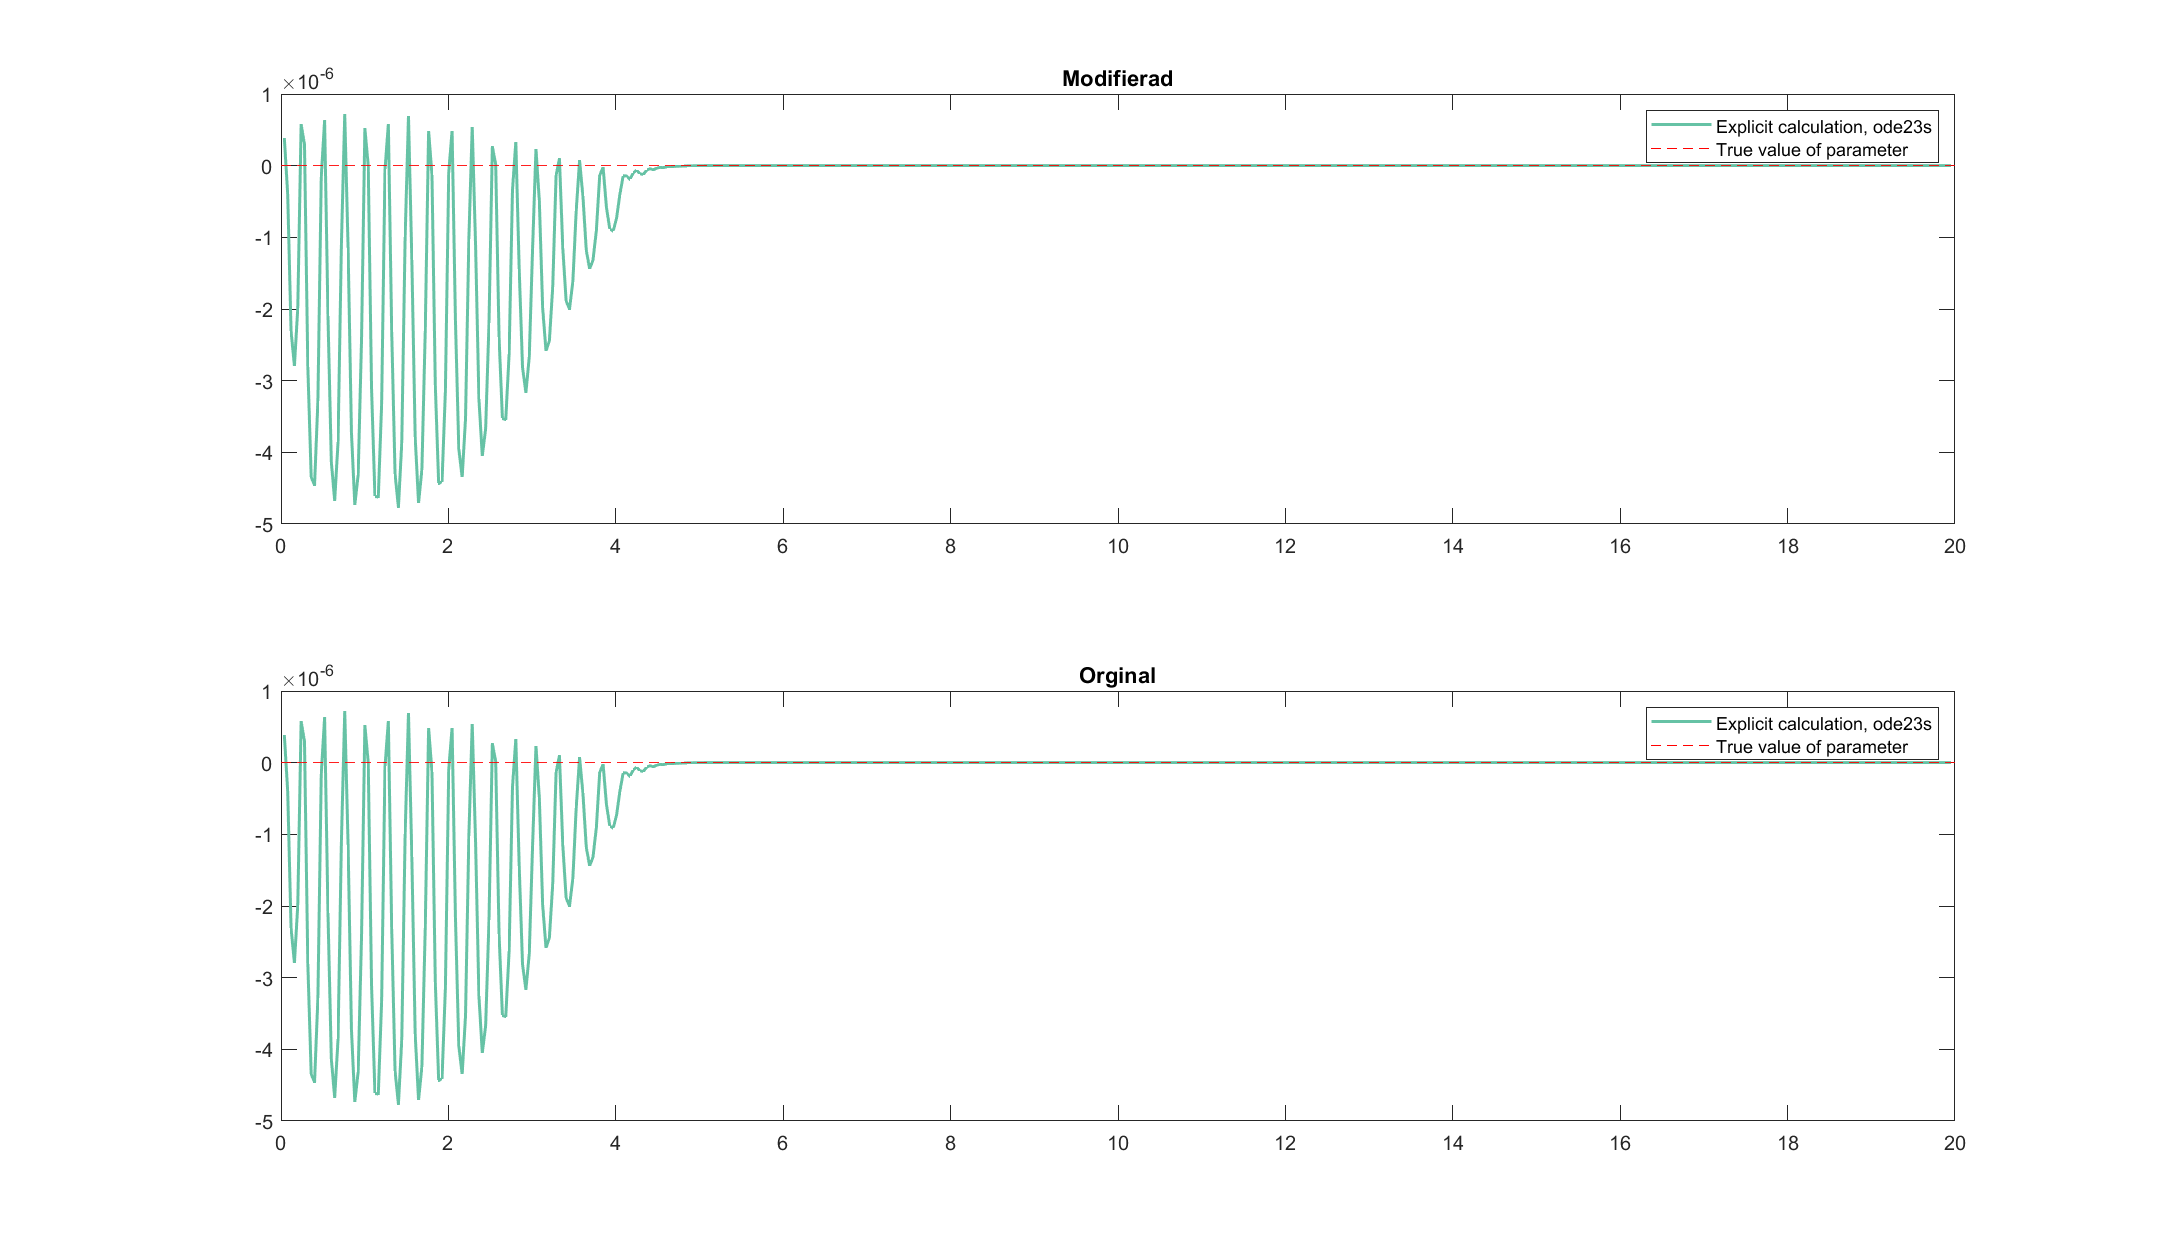 Modifierad
×10-6
1
0
-1
-2
-3
-4
-5
0 2 4 6 8 10 12 14 16 18 20
Explicit calculation, ode23s
True value of parameter
Orginal
×10-6
1
0
-1
-2
-3
-4
-5
0 2 4 6 8 10 12 14 16 18 20
Explicit calculation, ode23s
True value of parameter